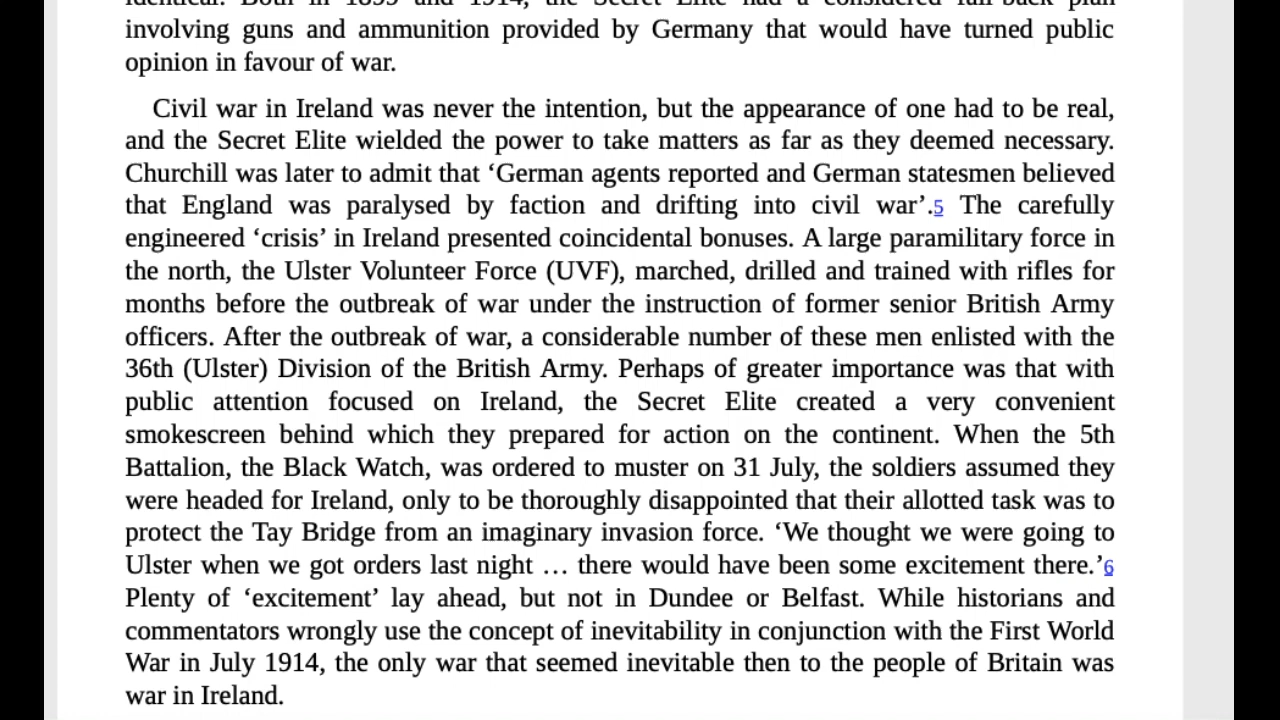 identical. Both in 1899 and 1914, the Secret Elite had a considered fall-back plan
involving guns and ammunition provided by Germany that would have turned public
opinion in favour of war.
Civil war in Ireland was never the intention, but the appearance of one had to be real,
and the Secret Elite wielded the power to take matters as far as they deemed necessary.
Churchill was later to admit that ‘German agents reported and German statesmen believed
that England was paralysed by faction and drifting into civil war’.5 The carefully
engineered ‘crisis’ in Ireland presented coincidental bonuses. A large paramilitary force in
the north, the Ulster Volunteer Force (UVF), marched, drilled and trained with rifles for
months before the outbreak of war under the instruction of former senior British Army
officers. After the outbreak of war, a considerable number of these men enlisted with the
36th (Ulster) Division of the British Army. Perhaps of greater importance was that with
public attention focused on Ireland, the Secret Elite created a very convenient
smokescreen behind which they prepared for action on the continent. When the 5th
Battalion, the Black Watch, was ordered to muster on 31 July, the soldiers assumed they
were headed for Ireland, only to be thoroughly disappointed that their allotted task was to
protect the Tay Bridge from an imaginary invasion force. ‘We thought we were going to
Ulster when we got orders last night … there would have been some excitement there.’6
Plenty of ‘excitement’ lay ahead, but not in Dundee or Belfast. While historians and
commentators wrongly use the concept of inevitability in conjunction with the First World
War in July 1914, the only war that seemed inevitable then to the people of Britain was
war in Ireland.